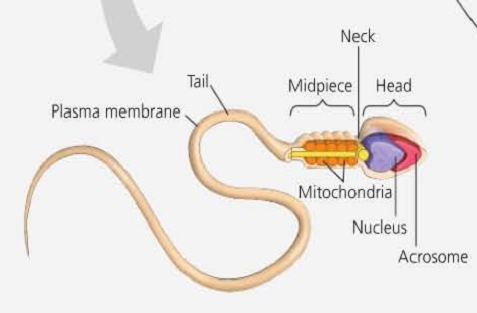 Neck
Tail
Midpiece
Head
Plasma membrane
Mitochondria
Nucleus
Acrosome